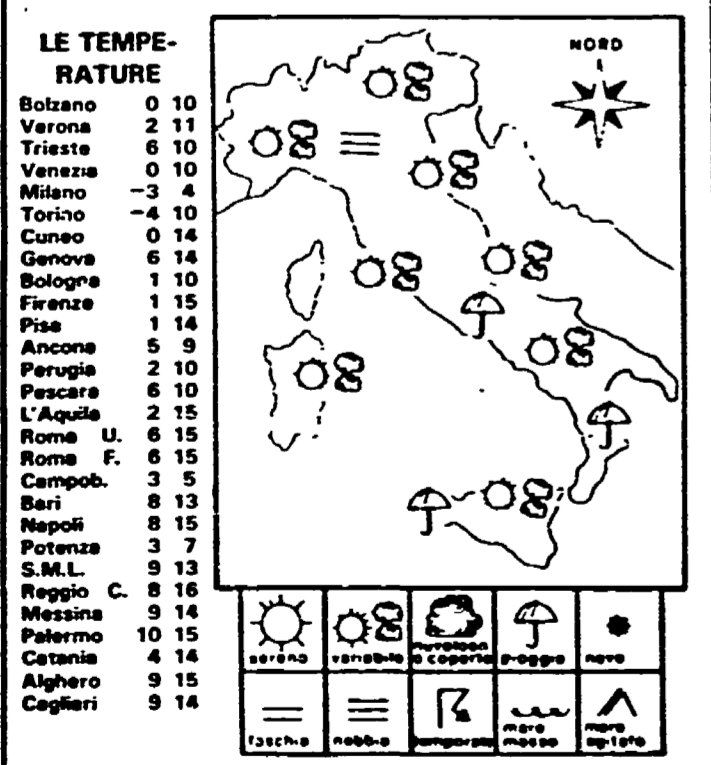 LE TEMPE-
RATURE
Bolzano 0 10
Verona 2 11
Trieste 6 10
Venezia 0 10
Milano −3 4
Torino −4 10
Cuneo 0 14
Genova 6 14
Bologna 1 10
Firenze 1 15
Pisa 1 14
Ancona 5 9
Perugia 2 10
Pescara 6 10
L'Aquila 2 15
Roma U. 6 15
Roma F. 6 15
Campob. 3 5
Bari 8 13
Napoli 8 15
Potenza 3 7
S.M.L. 9 13
Reggio C. 8 16
Messina 9 14
Palermo 10 15
Catania 4 14
Alghero 9 15
Cagliari 9 14
NORD
sereno variabile nuvoloso pioggia neve
o coperto
foschia nebbia temporale mare mare
mosso agitato